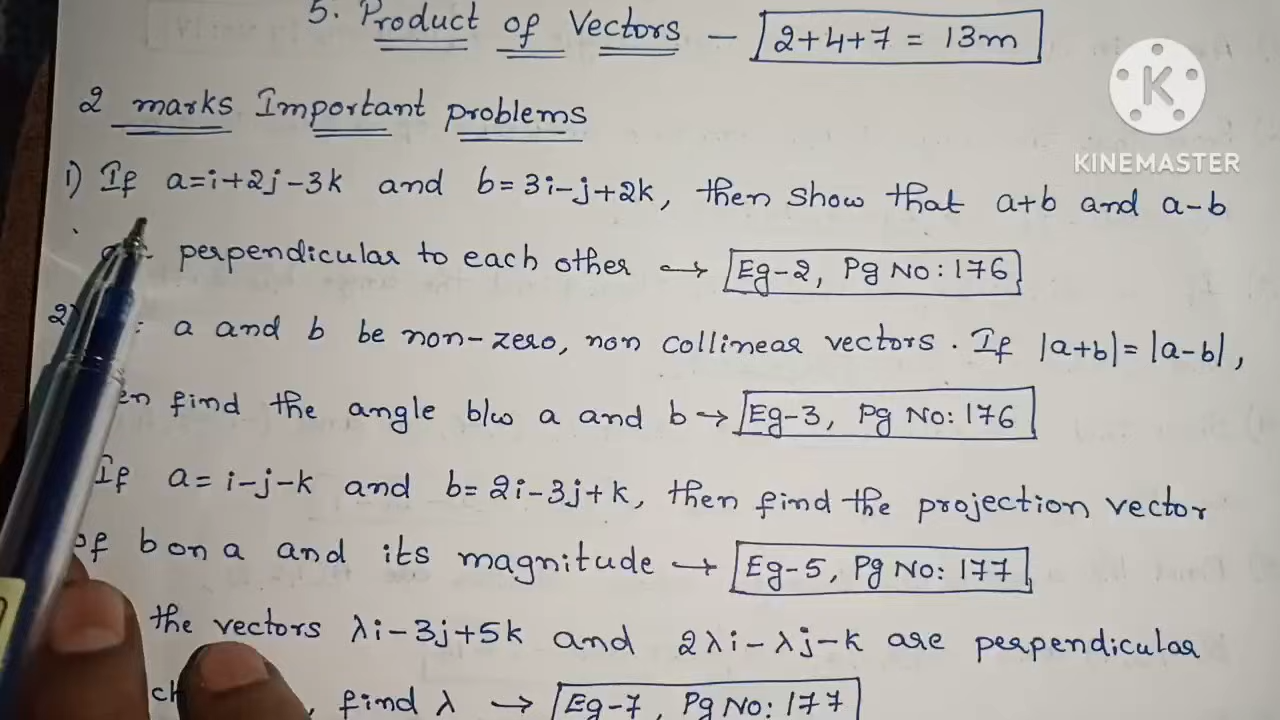 5. Product of Vectors - 2+4+7 = 13m
KINEMASTER
2 marks Important problems
1) If a=i+2j-3k and b=3i-j+2k, then show that a+b and a-b
perpendicular to each other → Eg-2, Pg No: 176
2) a and b be non-zero, non collinear vectors. If |a+b|=|a-b|,
en find the angle b/w a and b → Eg-3, Pg No: 176
If a= i-j-k and b= 2i-3j+k, then find the projection vector
of b on a and its magnitude → Eg-5, Pg No: 177
the vectors λi-3j+5k and 2λi-λj-k are perpendicular
ch , find λ → Eg-7, Pg No: 177